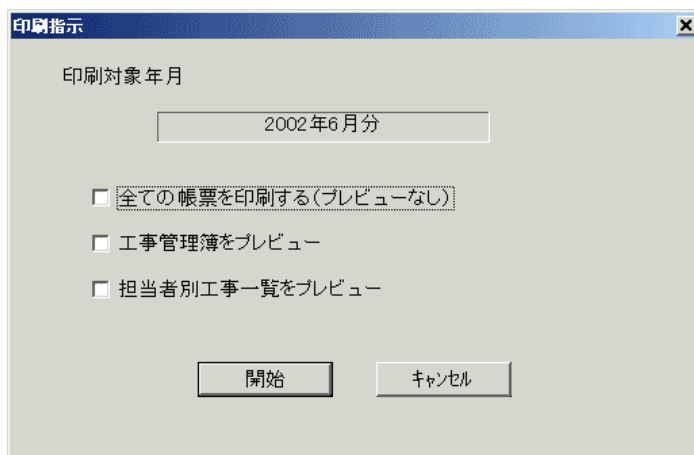 印刷指示
印刷対象年月
2002年6月分
全ての帳票を印刷する(プレビューなし)
工事管理簿をプレビュー
担当者別工事一覧をプレビュー
開始
キャンセル